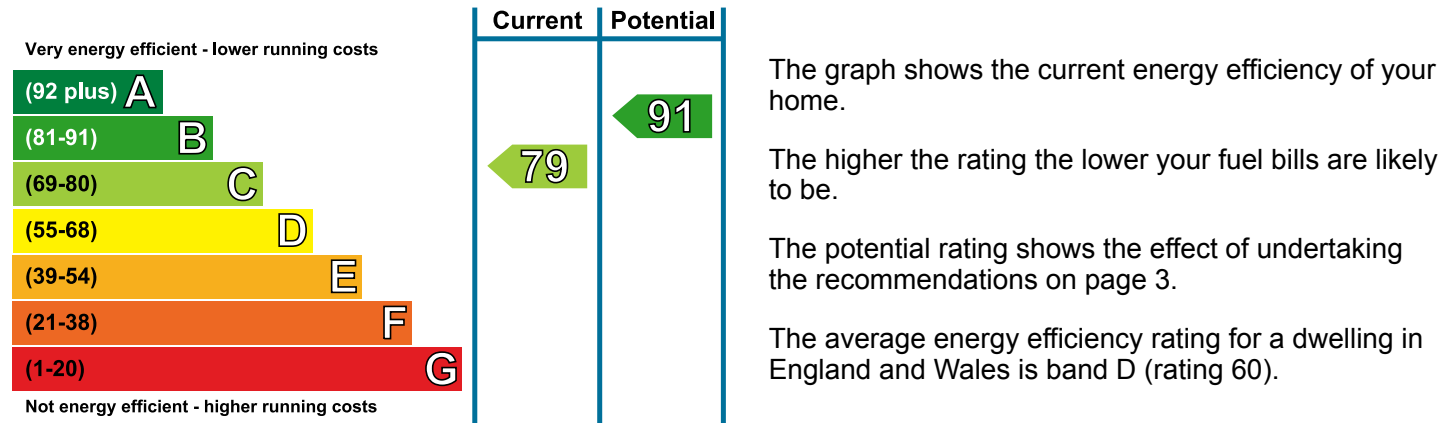 Current Potential
Very energy efficient - lower running costs
(92 plus) A
(81-91) B
(69-80) C
(55-68) D
(39-54) E
(21-38) F
(1-20) G
Not energy efficient - higher running costs
79
91
The graph shows the current energy efficiency of your
home.
The higher the rating the lower your fuel bills are likely
to be.
The potential rating shows the effect of undertaking
the recommendations on page 3.
The average energy efficiency rating for a dwelling in
England and Wales is band D (rating 60).